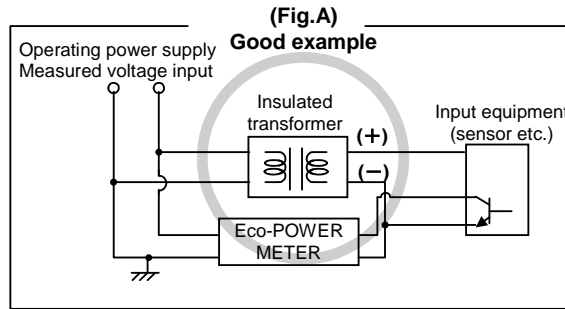 (Fig.A)
Good example
Operating power supply
Measured voltage input
Insulated
transformer
(+)
(−)
Input equipment
(sensor etc.)
Eco-POWER
METER